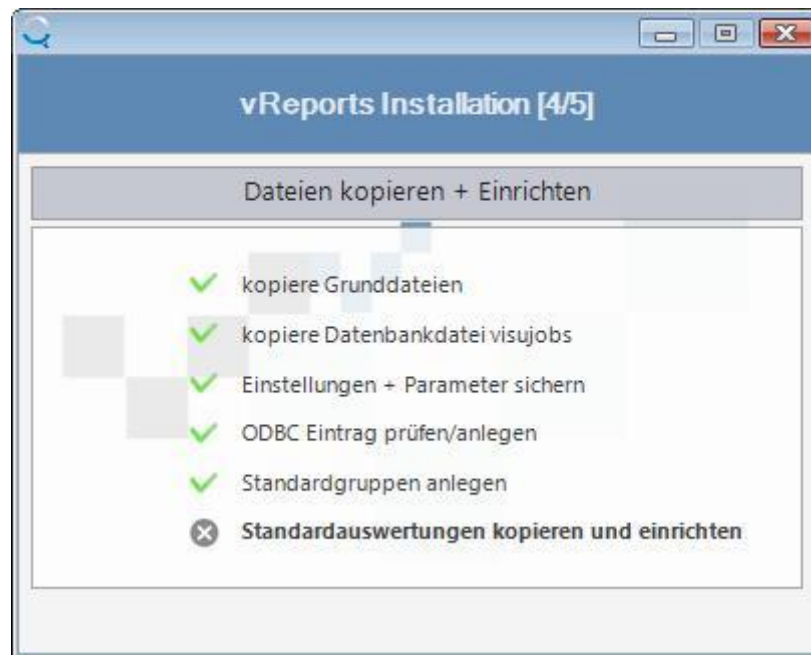 vReports Installation [4/5]
Dateien kopieren + Einrichten
kopiere Grunddateien
kopiere Datenbankdatei visujobs
Einstellungen + Parameter sichern
ODBC Eintrag prüfen/anlegen
Standardgruppen anlegen
Standardauswertungen kopieren und einrichten